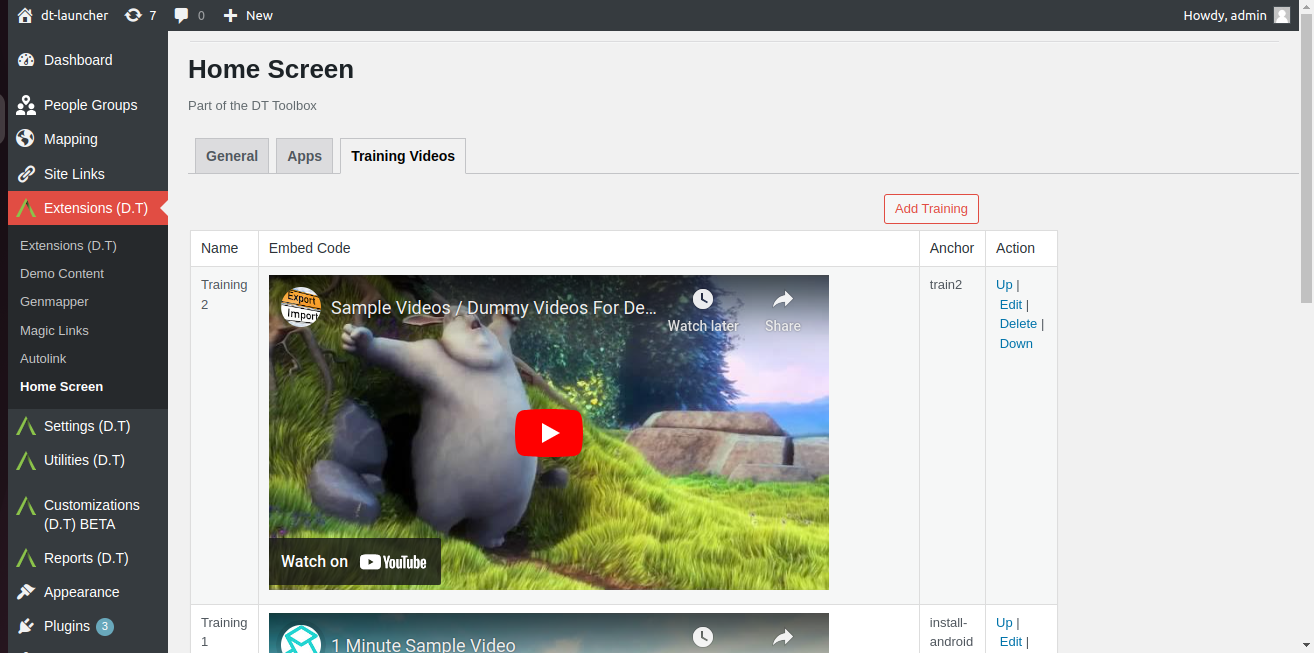 dt-launcher 7 0 New Howdy, admin
Dashboard
People Groups
Mapping
Site Links
Extensions (D.T)
Extensions (D.T)
Demo Content
Genmapper
Magic Links
Autolink
Home Screen
Settings (D.T)
Utilities (D.T)
Customizations
(D.T) BETA
Reports (D.T)
Appearance
Plugins 3
Home Screen
Part of the DT Toolbox
General Apps Training Videos
Add Training
Name Embed Code Anchor Action
Training
2
Export
Import
Sample Videos / Dummy Videos For De...
Watch later Share
Watch on YouTube
train2
Up |
Edit |
Delete |
Down
Training
1
1 Minute Sample Video
install-
android
Up |
Edit |